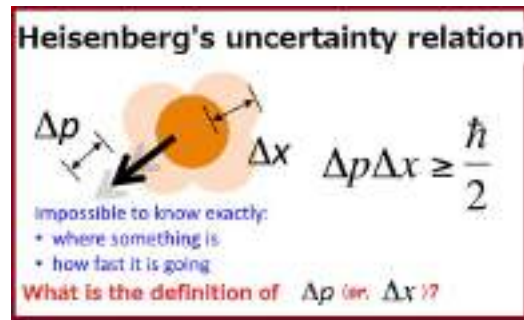 Heisenberg's uncertainty relation
Δp
Δx
ΔpΔx ≥ ħ/2
Impossible to know exactly:
• where something is
• how fast it is going
What is the definition of Δp (or, Δx)?